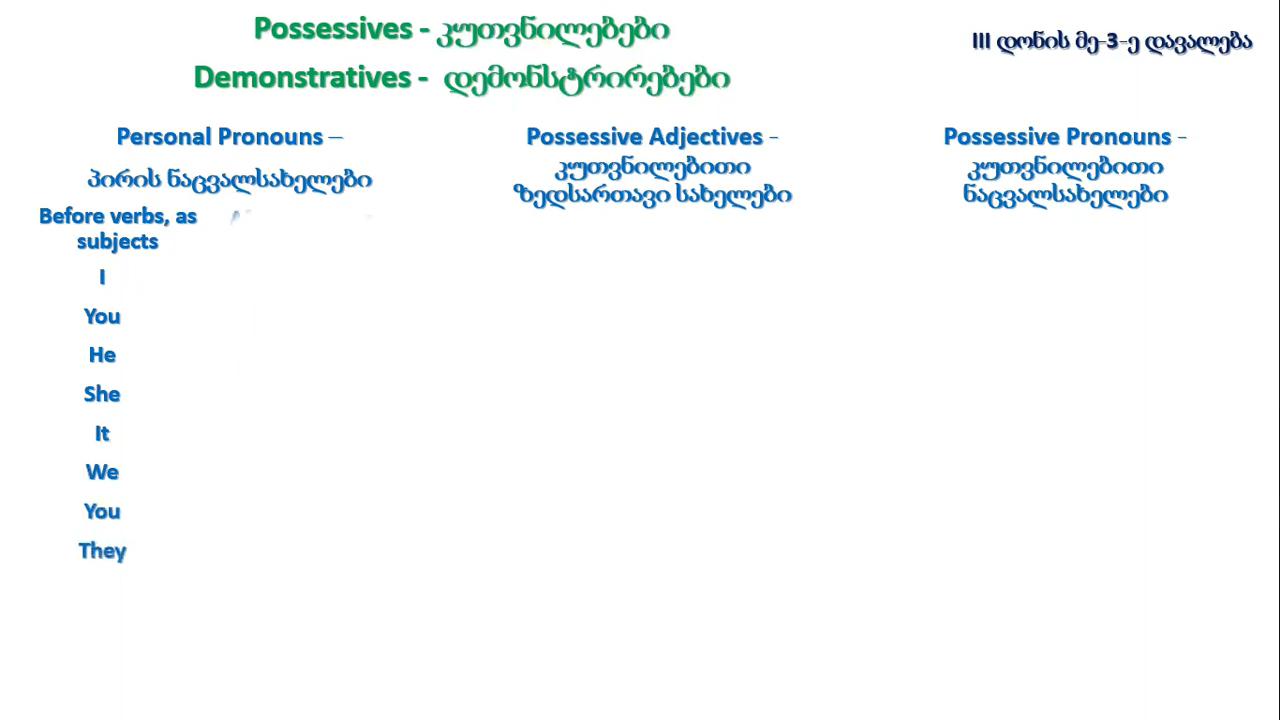 Possessives - კუთვნილებები
Demonstratives - დემონსტრირებები
III დონის მე-3-ე დავალება
Personal Pronouns –
პირის ნაცვალსახელები
Possessive Adjectives -
კუთვნილებითი
ზედსართავი სახელები
Possessive Pronouns -
კუთვნილებითი
ნაცვალსახელები
Before verbs, as
subjects
I
You
He
She
It
We
You
They